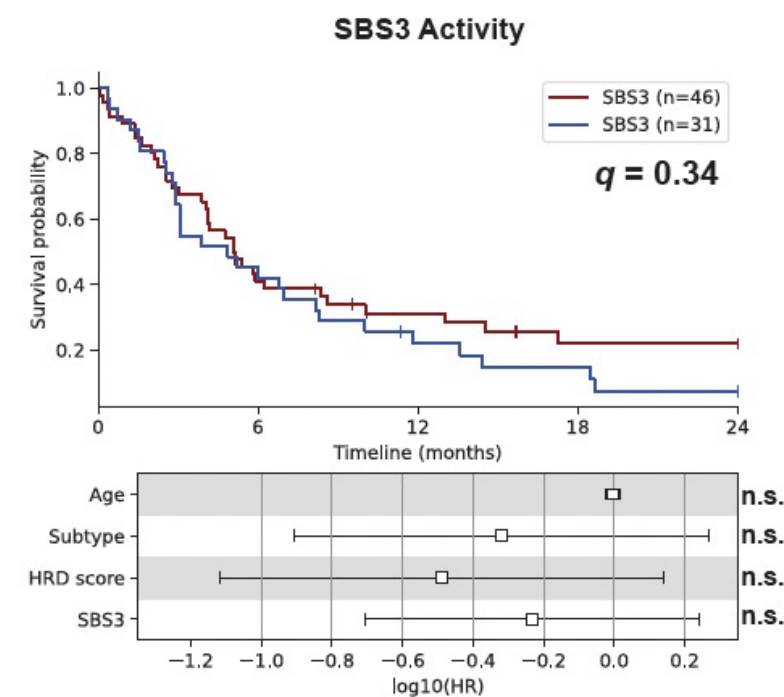 SBS3 Activity
1.0
0.8
0.6
0.4
0.2
Survival probability
SBS3 (n=46)
SBS3 (n=31)
q = 0.34
0 6 12 18 24
Timeline (months)
Age n.s.
Subtype n.s.
HRD score n.s.
SBS3 n.s.
−1.2 −1.0 −0.8 −0.6 −0.4 −0.2 0.0 0.2
log10(HR)